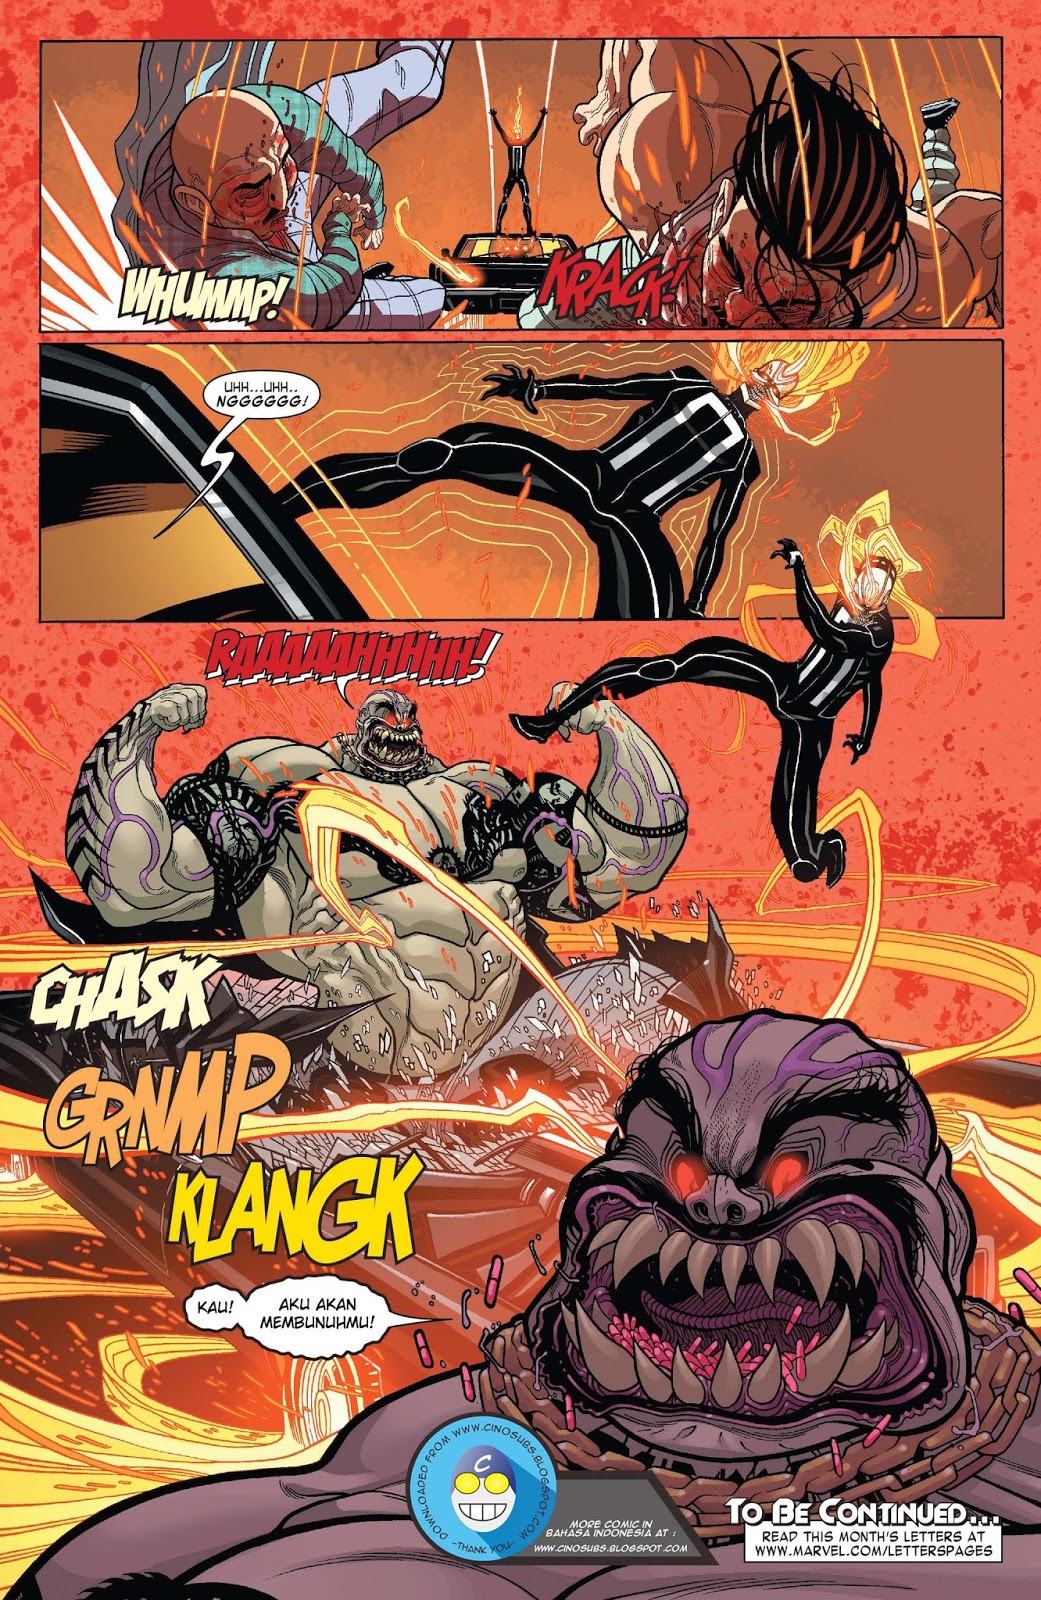 WHUMMP!
KRACK!
UHH...UHH..
NGGGGGG!
RAAAAAAHHHHHH!
CHASK
GRNMP
KLANGK
KAU!
AKU AKAN
MEMBUNUHMU!
DOWNLOADED FROM WWW.CINOSUBS.BLOGSPOT.COM
C
-THANK YOU-
MORE COMIC IN
BAHASA INDONESIA AT :
WWW.CINOSUBS.BLOGSPOT.COM
TO BE CONTINUED...
READ THIS MONTH'S LETTERS AT
WWW.MARVEL.COM/LETTERSPAGES